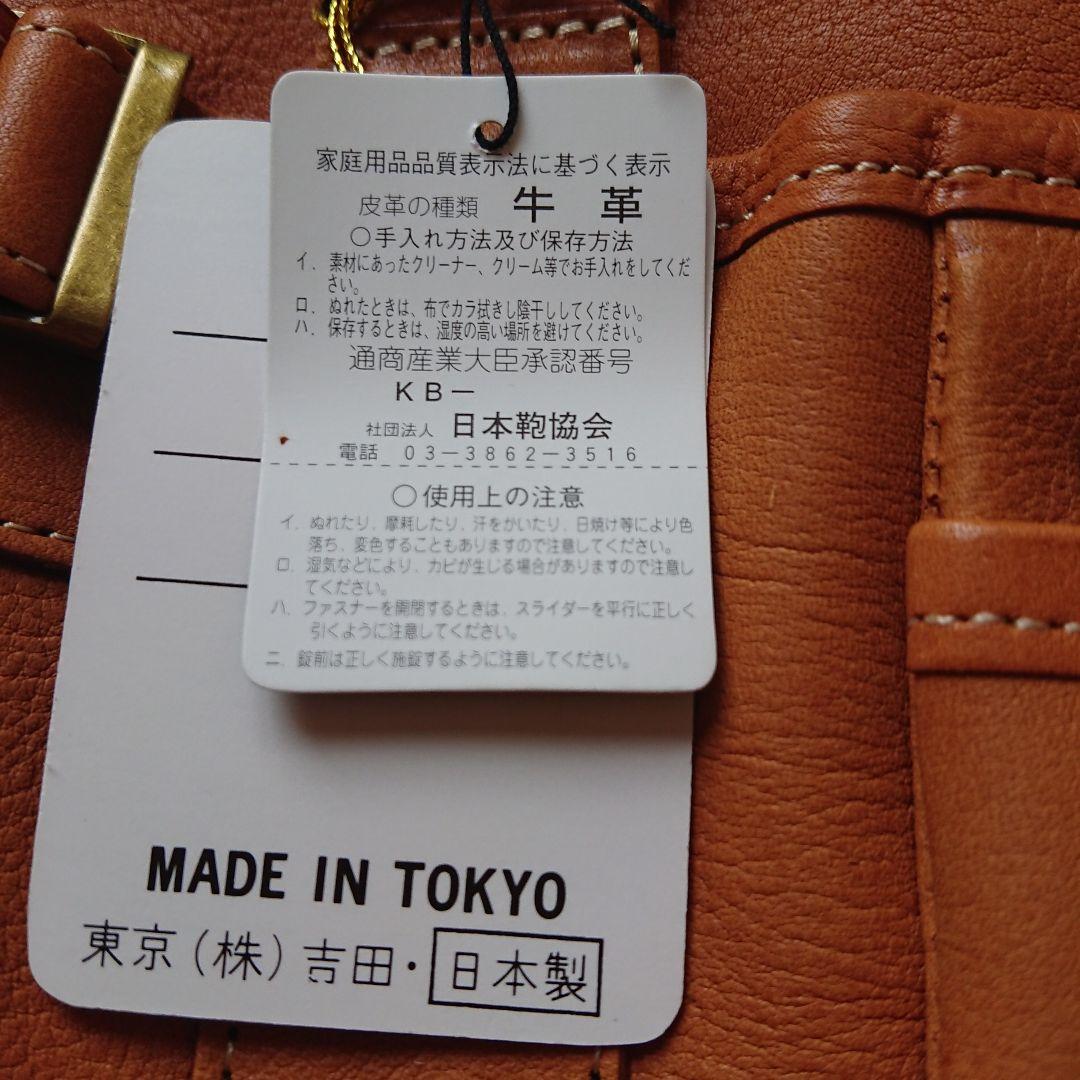 家庭用品品質表示法に基づく表示
皮革の種類 牛 革
○手入れ方法及び保存方法
イ. 素材にあったクリーナー、クリーム等でお手入れをしてくだ
さい。
ロ. ぬれたときは、布でカラ拭きし陰干ししてください。
ハ. 保存するときは、湿度の高い場所を避けてください。
通商産業大臣承認番号
KB－
社団法人 日本鞄協会
電話 03－3862－3516
○使用上の注意
イ. ぬれたり、摩耗したり、汗をかいたり、日焼け等により色
落ち、変色することもありますので注意してください。
ロ. 湿気などにより、カビが生じる場合がありますので注意し
てください。
ハ. ファスナーを開閉するときは、スライダーを平行に正しく
引くように注意してください。
ニ. 錠前は正しく施錠するように注意してください。
MADE IN TOKYO
東京(株)吉田・日本製